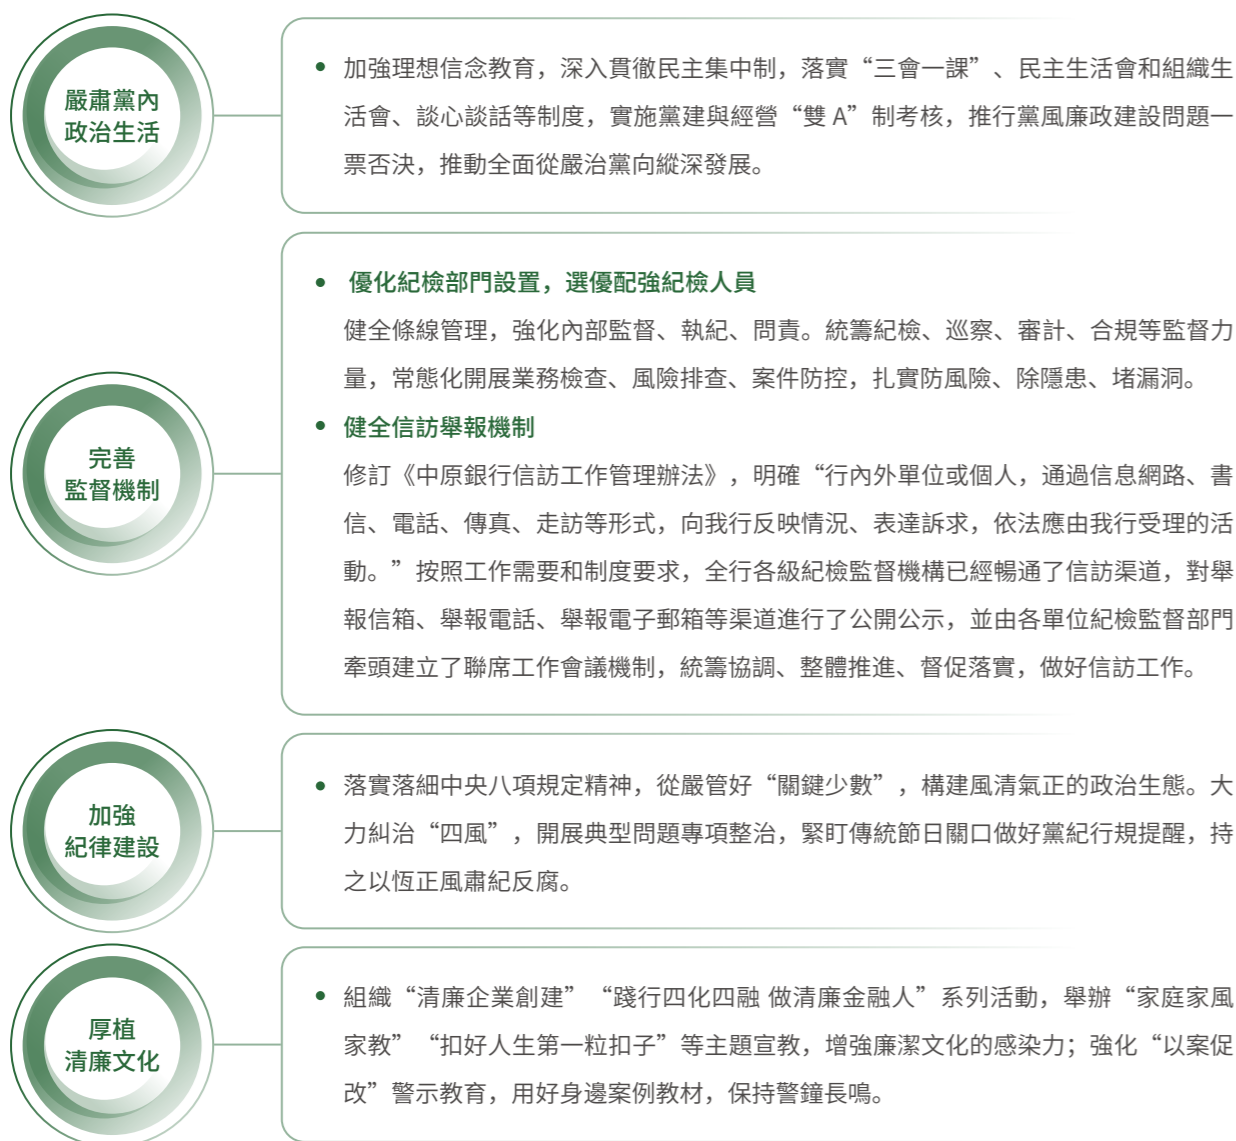 嚴肅黨內
政治生活
• 加強理想信念教育，深入貫徹民主集中制，落實“三會一課”、民主生活會和組織生
活會、談心談話等制度，實施黨建與經營“雙 A”制考核，推行黨風廉政建設問題一
票否決，推動全面從嚴治黨向縱深發展。
完善
監督機制
• 優化紀檢部門設置，選優配強紀檢人員
健全條線管理，強化內部監督、執紀、問責。統籌紀檢、巡察、審計、合規等監督力
量，常態化開展業務檢查、風險排查、案件防控，扎實防風險、除隱患、堵漏洞。
• 健全信訪舉報機制
修訂《中原銀行信訪工作管理辦法》，明確“行內外單位或個人，通過信息網路、書
信、電話、傳真、走訪等形式，向我行反映情況、表達訴求，依法應由我行受理的活
動。”按照工作需要和制度要求，全行各級紀檢監督機構已經暢通了信訪渠道，對舉
報信箱、舉報電話、舉報電子郵箱等渠道進行了公開公示，並由各單位紀檢監督部門
牽頭建立了聯席工作會議機制，統籌協調、整體推進、督促落實，做好信訪工作。
加強
紀律建設
• 落實落細中央八項規定精神，從嚴管好“關鍵少數”，構建風清氣正的政治生態。大
力糾治“四風”，開展典型問題專項整治，緊盯傳統節日關口做好黨紀行規提醒，持
之以恆正風肅紀反腐。
厚植
清廉文化
• 組織“清廉企業創建”“踐行四化四融 做清廉金融人”系列活動，舉辦“家庭家風
家教”“扣好人生第一粒扣子”等主題宣教，增強廉潔文化的感染力；強化“以案促
改”警示教育，用好身邊案例教材，保持警鐘長鳴。